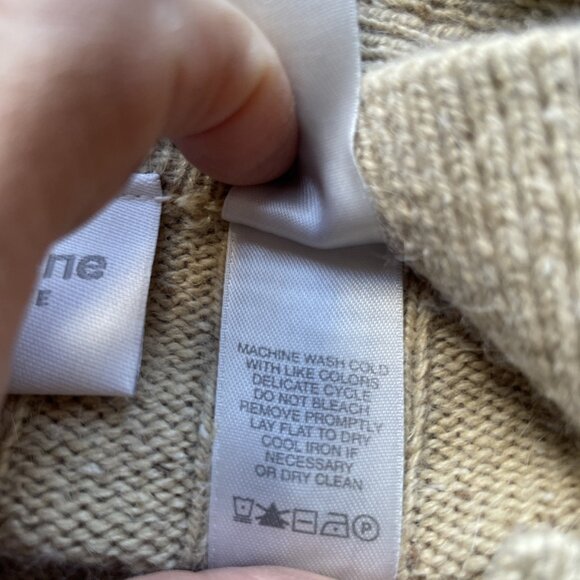 ne
E
MACHINE WASH COLD
WITH LIKE COLORS
DELICATE CYCLE
DO NOT BLEACH
REMOVE PROMPTLY
LAY FLAT TO DRY
COOL IRON IF
NECESSARY
OR DRY CLEAN
P